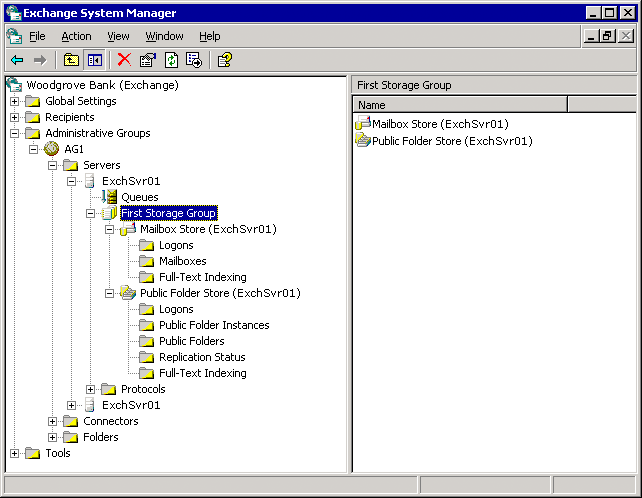 Exchange System Manager
File Action View Window Help
Woodgrove Bank (Exchange)
Global Settings
Recipients
Administrative Groups
AG1
Servers
ExchSvr01
Queues
First Storage Group
Mailbox Store (ExchSvr01)
Logons
Mailboxes
Full-Text Indexing
Public Folder Store (ExchSvr01)
Logons
Public Folder Instances
Public Folders
Replication Status
Full-Text Indexing
Protocols
ExchSvr01
Connectors
Folders
Tools
First Storage Group
Name
Mailbox Store (ExchSvr01)
Public Folder Store (ExchSvr01)